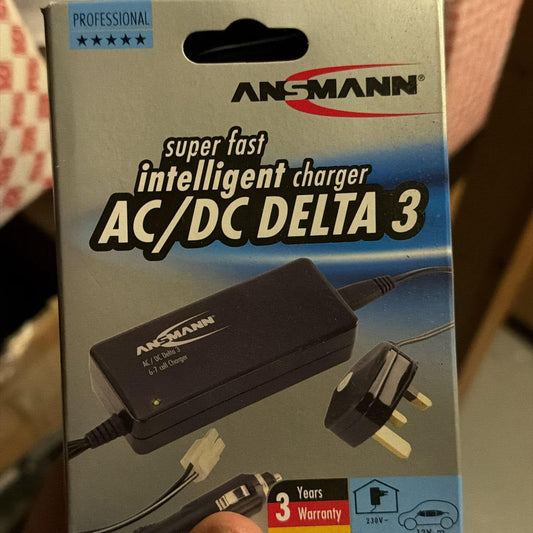 PROFESSIONAL
★★★★★
ANSMANN®
super fast
intelligent charger
AC/DC DELTA 3
ANSMANN
AC / DC Delta 3
6-7 cell Charger
3 Years
Warranty
230V~